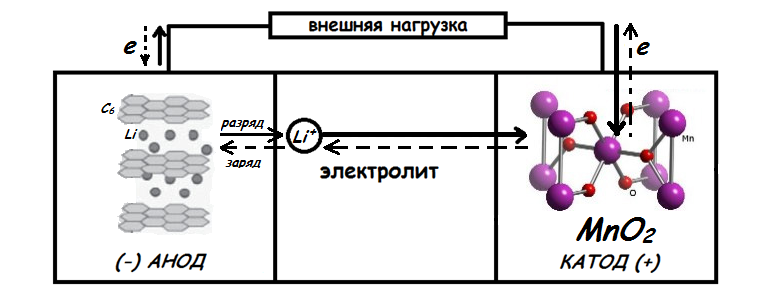 внешняя нагрузка
e
e
C6
Li
разряд
Li+
заряд
электролит
Mn
O
MnO2
(-) АНОД
КАТОД (+)